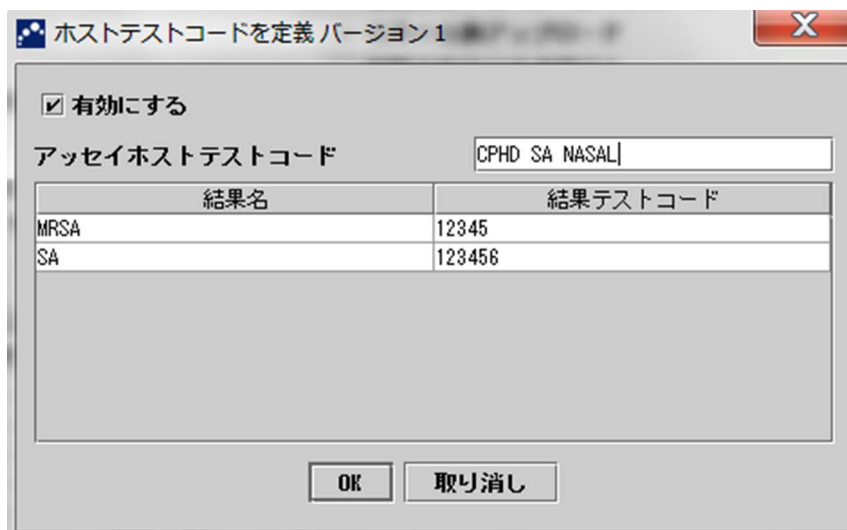 ホストテストコードを定義 バージョン 1
有効にする
アッセイホストテストコード CPHD SA NASAL
結果名 結果テストコード
MRSA 12345
SA 123456
OK 取り消し